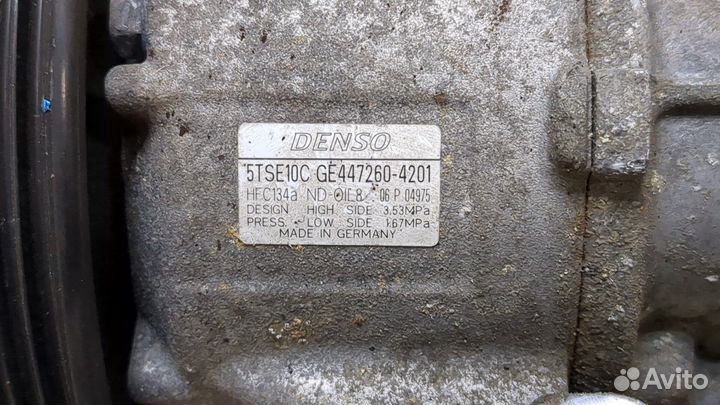 DENSO
5TSE10C GE447260-4201
HFC134a ND-OIL8 06 P 04975
DESIGN HIGH SIDE 3.53MPa
PRESS. LOW SIDE 1.67MPa
MADE IN GERMANY
Avito